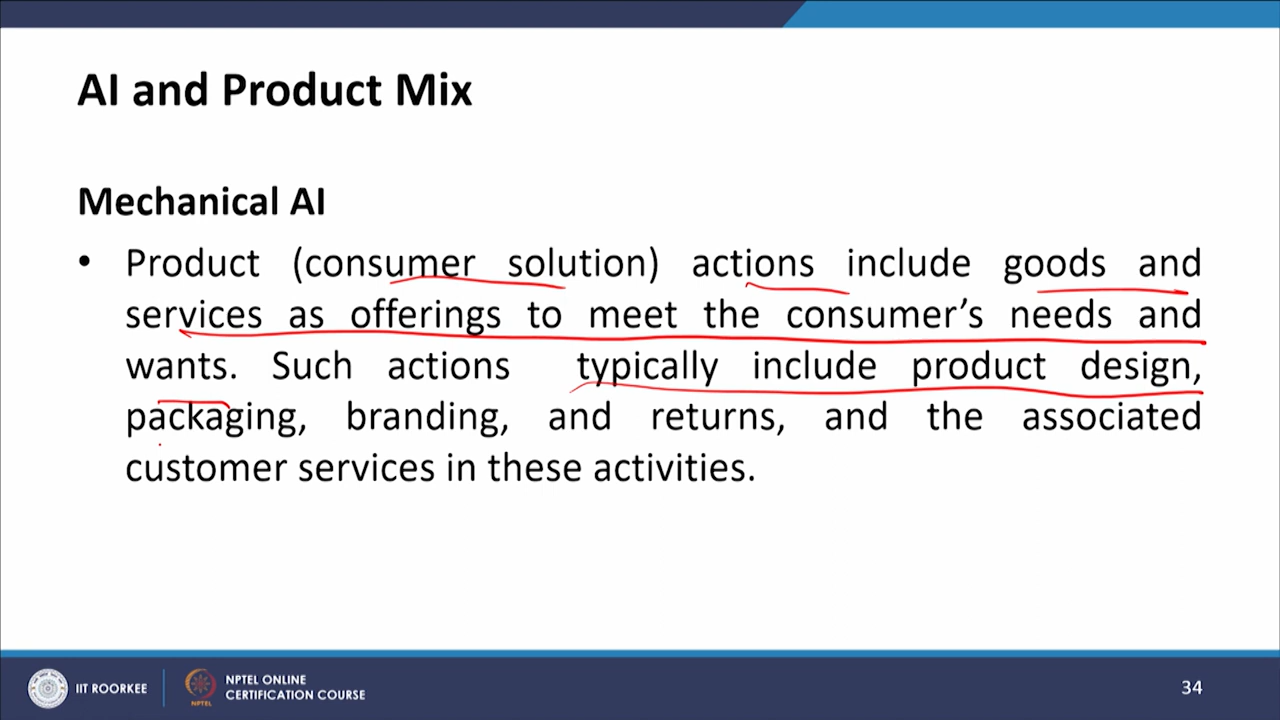 AI and Product Mix
Mechanical AI
• Product (consumer solution) actions include goods and
services as offerings to meet the consumer’s needs and
wants. Such actions typically include product design,
packaging, branding, and returns, and the associated
customer services in these activities.
IIT ROORKEE
NPTEL
NPTEL ONLINE
CERTIFICATION COURSE
34